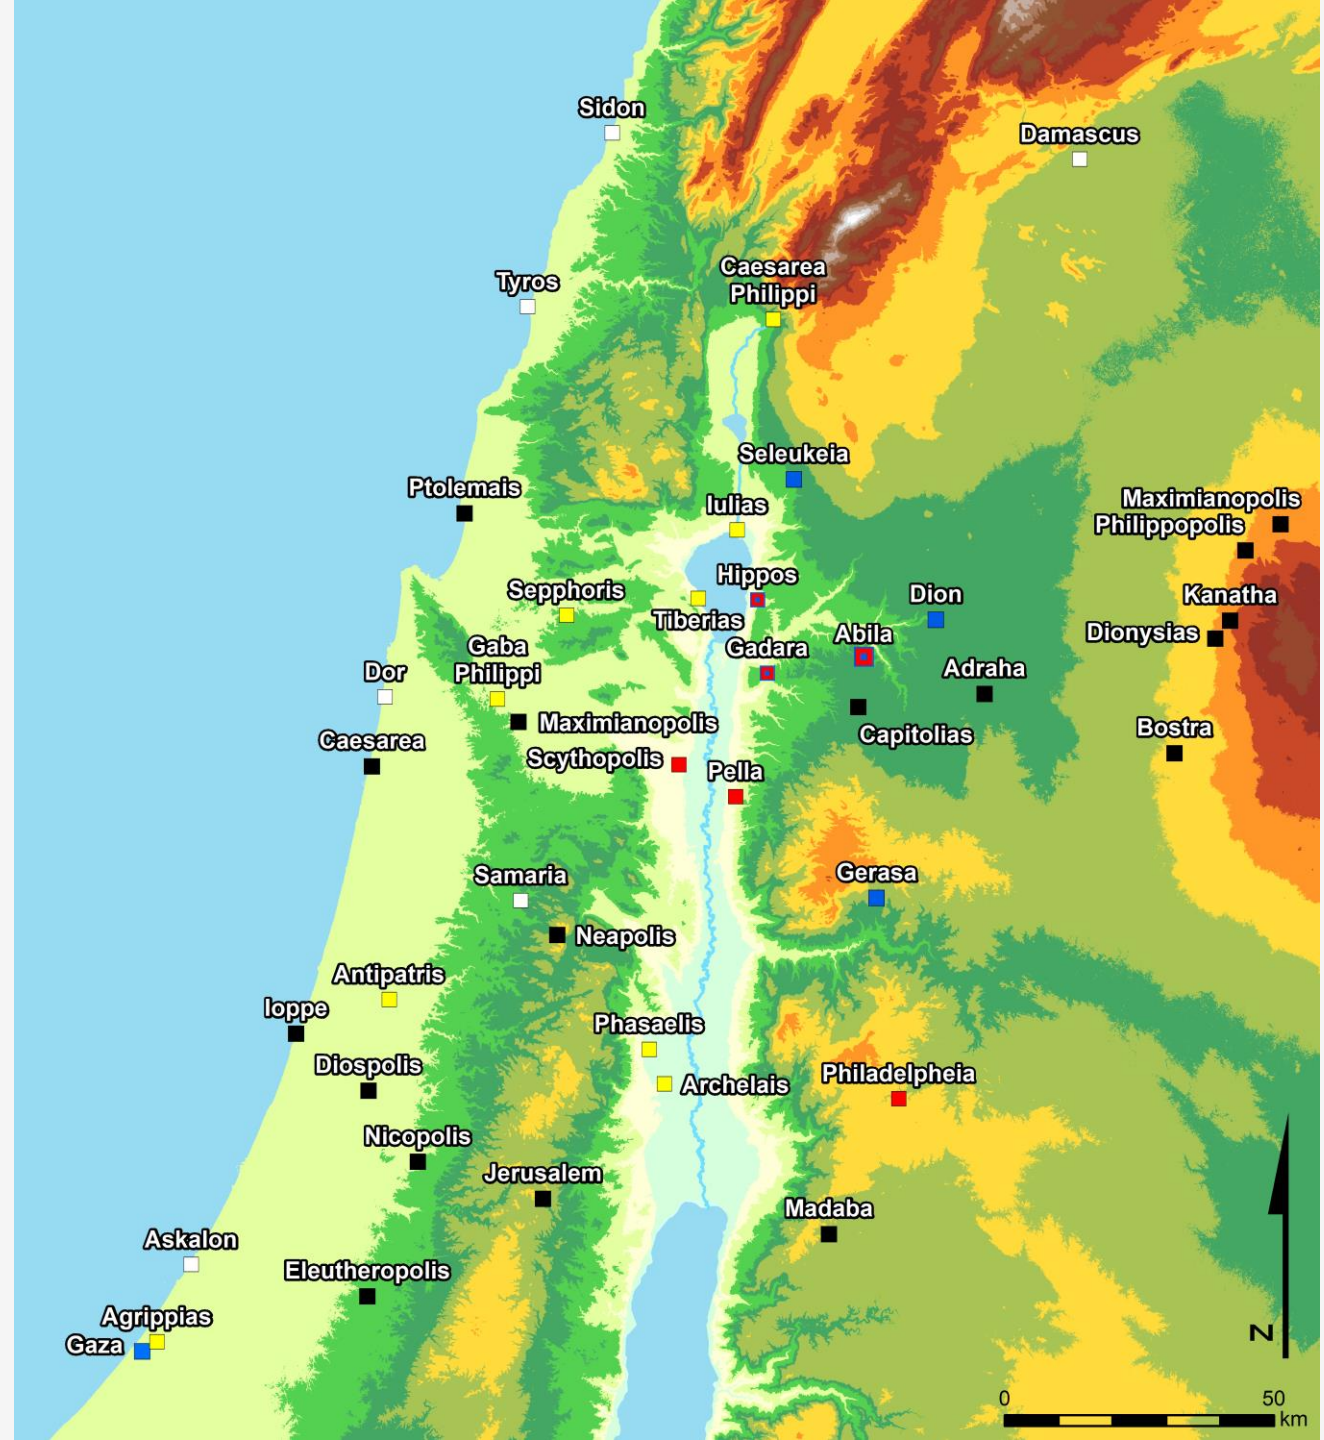 Sidon
Damascus
Caesarea
Philippi
Tyros
Seleukeia
Ptolemais
Iulias
Maximianopolis
Philippopolis
Hippos
Sepphoris
Dion
Kanatha
Tiberias
Abila
Dionysias
Gaba
Philippi
Gadara
Dor
Adraha
Maximianopolis
Capitolias
Bostra
Caesarea
Scythopolis
Pella
Samaria
Gerasa
Neapolis
Antipatris
Ioppe
Phasaelis
Diospolis
Archelais
Philadelpheia
Nicopolis
Jerusalem
Madaba
Askalon
Eleutheropolis
Agrippias
Gaza
N
0 50
km